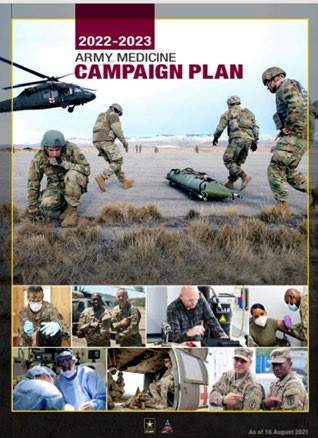 2022-2023
ARMY MEDICINE
CAMPAIGN PLAN
As of 16 August 2021